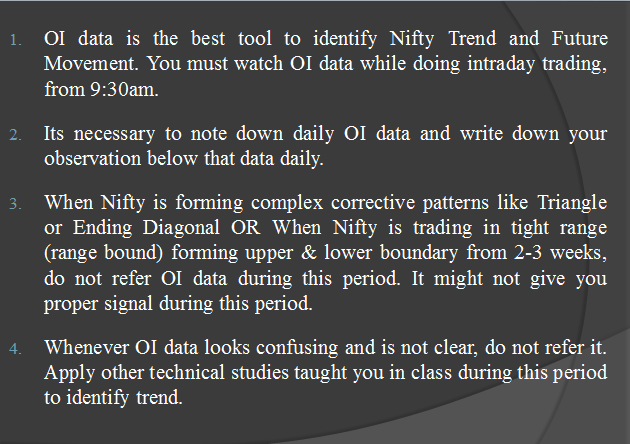 1. OI data is the best tool to identify Nifty Trend and Future
Movement. You must watch OI data while doing intraday trading,
from 9:30am.
2. Its necessary to note down daily OI data and write down your
observation below that data daily.
3. When Nifty is forming complex corrective patterns like Triangle
or Ending Diagonal OR When Nifty is trading in tight range
(range bound) forming upper & lower boundary from 2-3 weeks,
do not refer OI data during this period. It might not give you
proper signal during this period.
4. Whenever OI data looks confusing and is not clear, do not refer it.
Apply other technical studies taught you in class during this period
to identify trend.